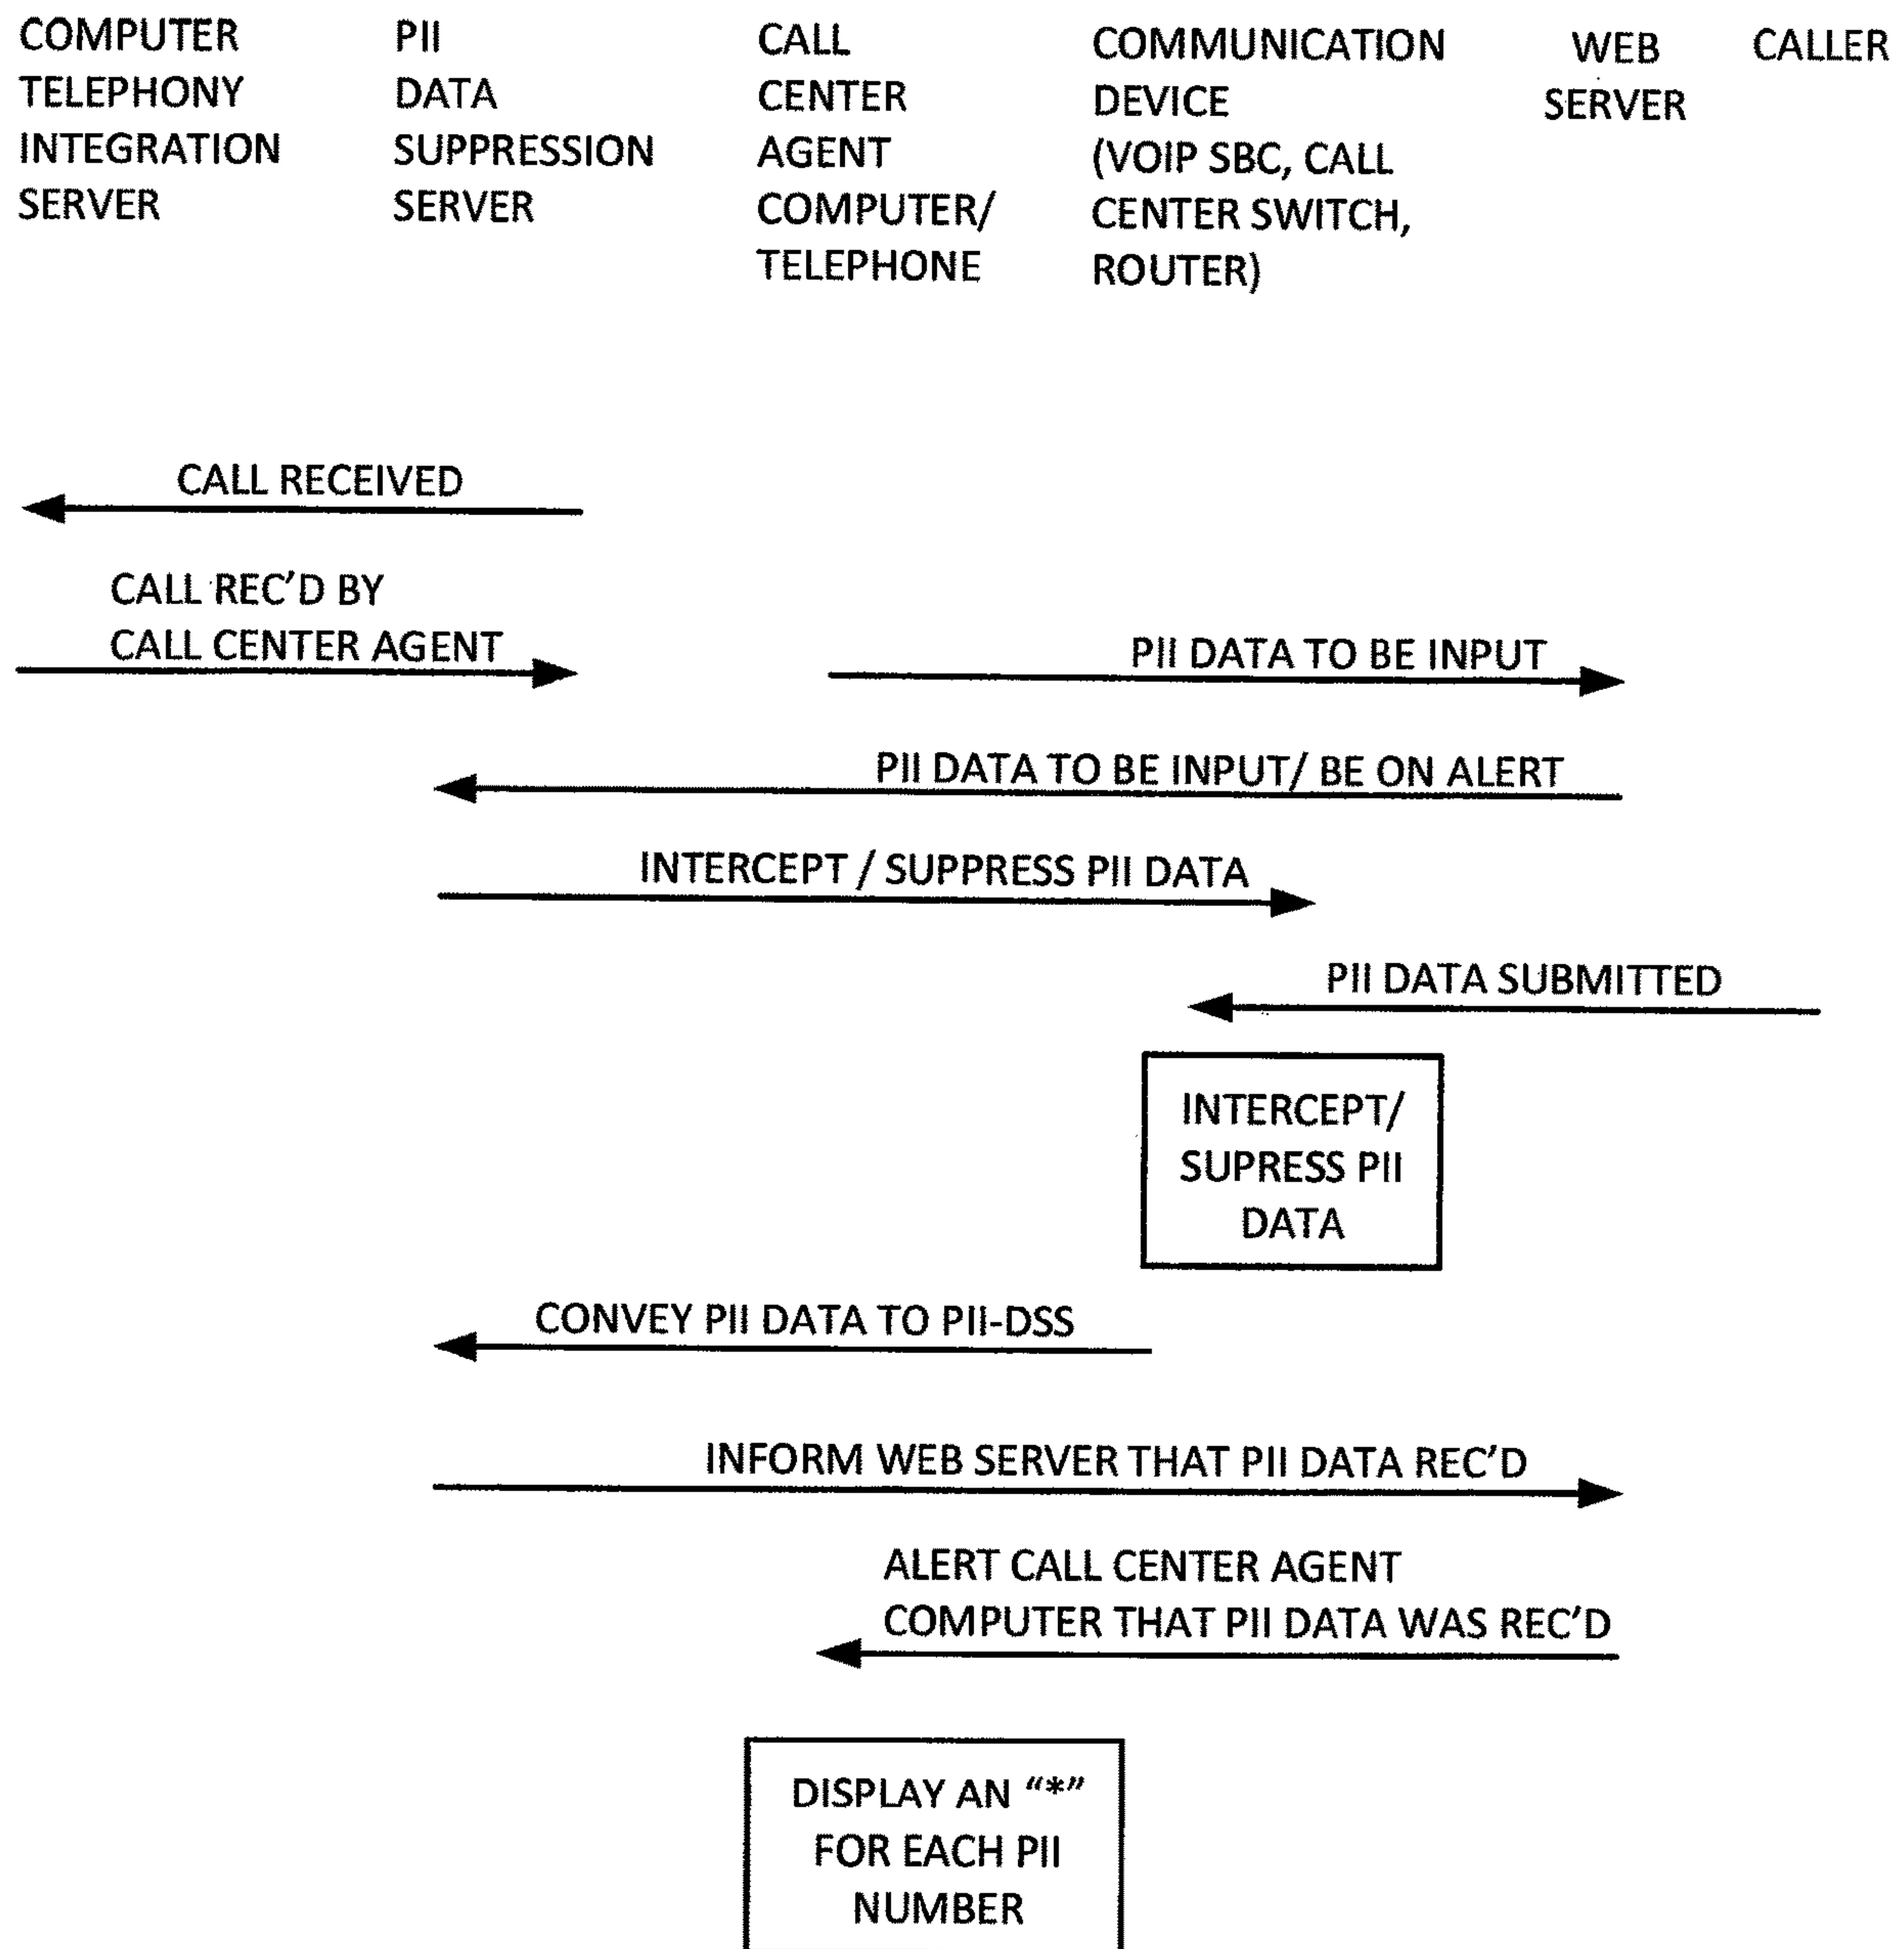 COMPUTER
TELEPHONY
INTEGRATION
SERVER
PII
DATA
SUPPRESSION
SERVER
CALL
CENTER
AGENT
COMPUTER/
TELEPHONE
COMMUNICATION
DEVICE
(VOIP SBC, CALL
CENTER SWITCH,
ROUTER)
WEB
SERVER
CALLER
CALL RECEIVED
CALL REC'D BY
CALL CENTER AGENT
PII DATA TO BE INPUT
PII DATA TO BE INPUT/ BE ON ALERT
INTERCEPT / SUPPRESS PII DATA
PII DATA SUBMITTED
INTERCEPT/
SUPRESS PII
DATA
CONVEY PII DATA TO PII-DSS
INFORM WEB SERVER THAT PII DATA REC'D
ALERT CALL CENTER AGENT
COMPUTER THAT PII DATA WAS REC'D
DISPLAY AN “*”
FOR EACH PII
NUMBER